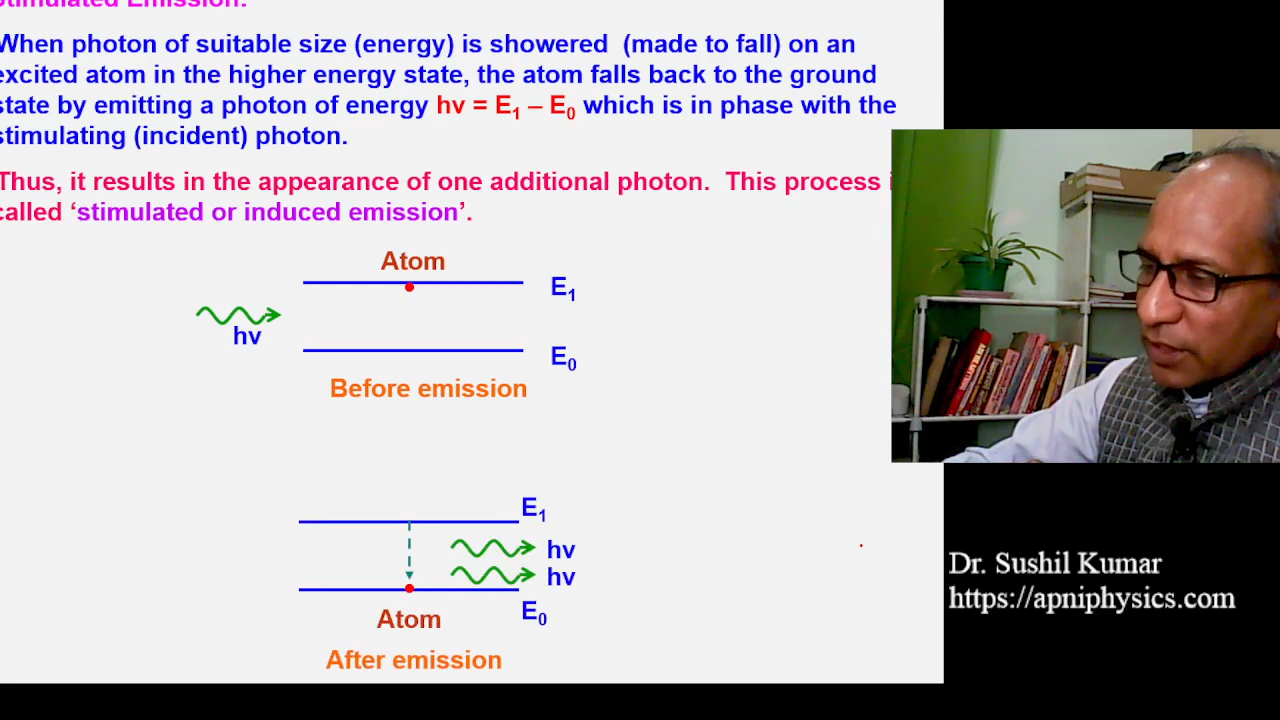 Stimulated Emission:
When photon of suitable size (energy) is showered (made to fall) on an
excited atom in the higher energy state, the atom falls back to the ground
state by emitting a photon of energy hν = E₁ – E₀ which is in phase with the
stimulating (incident) photon.
Thus, it results in the appearance of one additional photon. This process i
called ‘stimulated or induced emission’.
Atom
E₁
hν
E₀
Before emission
E₁
hν
hν
E₀
Atom
After emission
Dr. Sushil Kumar
https://apniphysics.com